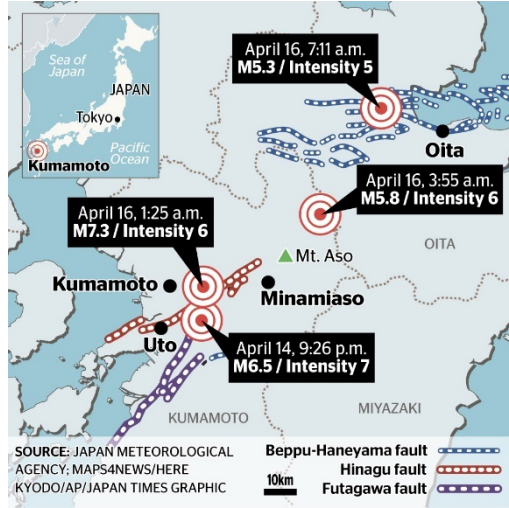 Sea of
Japan
JAPAN
Tokyo
Pacific
Ocean
Kumamoto
April 16, 7:11 a.m.
M5.3 / Intensity 5
Oita
April 16, 3:55 a.m.
M5.8 / Intensity 6
April 16, 1:25 a.m.
M7.3 / Intensity 6
OITA
Mt. Aso
Kumamoto
Minamiaso
Uto
April 14, 9:26 p.m.
M6.5 / Intensity 7
KUMAMOTO
MIYAZAKI
SOURCE: JAPAN METEOROLOGICAL
AGENCY; MAPS4NEWS/HERE
KYODO/AP/JAPAN TIMES GRAPHIC
10km
Beppu-Haneyama fault
Hinagu fault
Futagawa fault